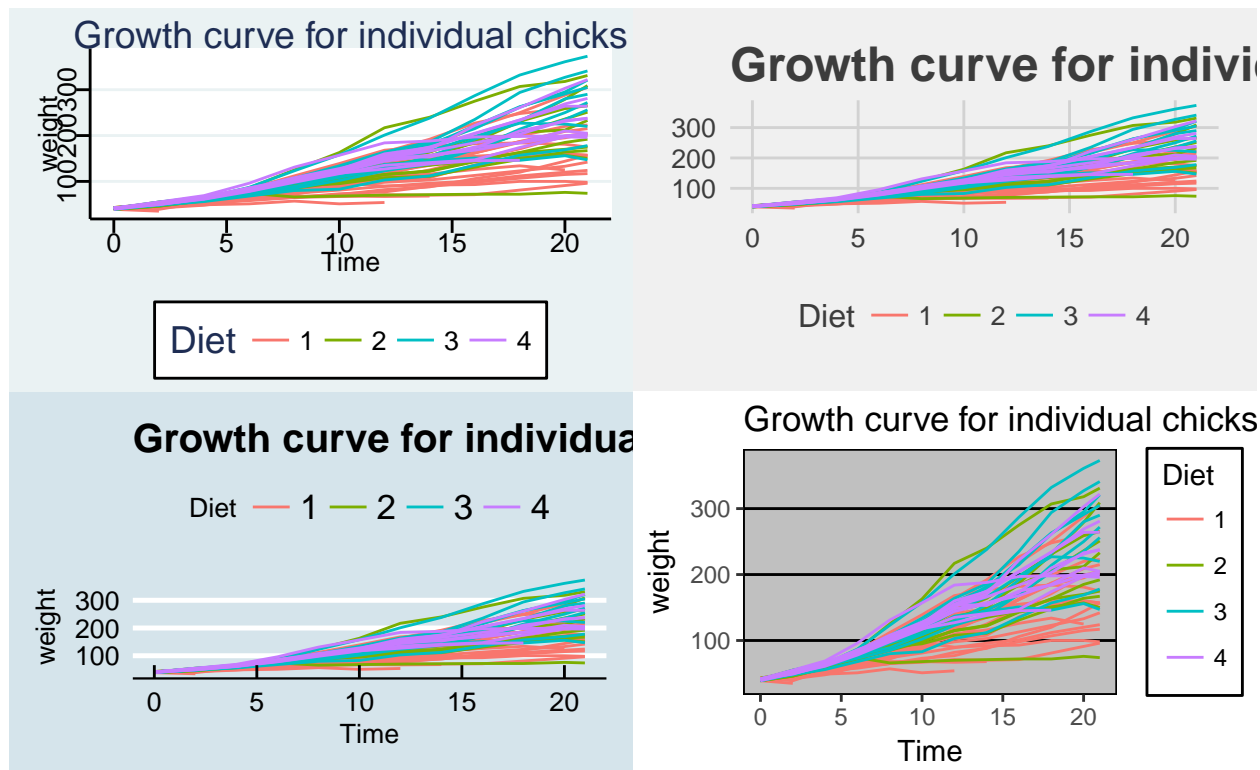 Growth curve for individual chicks
weight
300
200
100
0 5 10 15 20
Time
Diet 1 2 3 4
Growth curve for indivi
300
200
100
0 5 10 15 20
Diet 1 2 3 4
Growth curve for individua
Diet 1 2 3 4
weight
300
200
100
0 5 10 15 20
Time
Growth curve for individual chicks
weight
300
200
100
0 5 10 15 20
Time
Diet
1
2
3
4